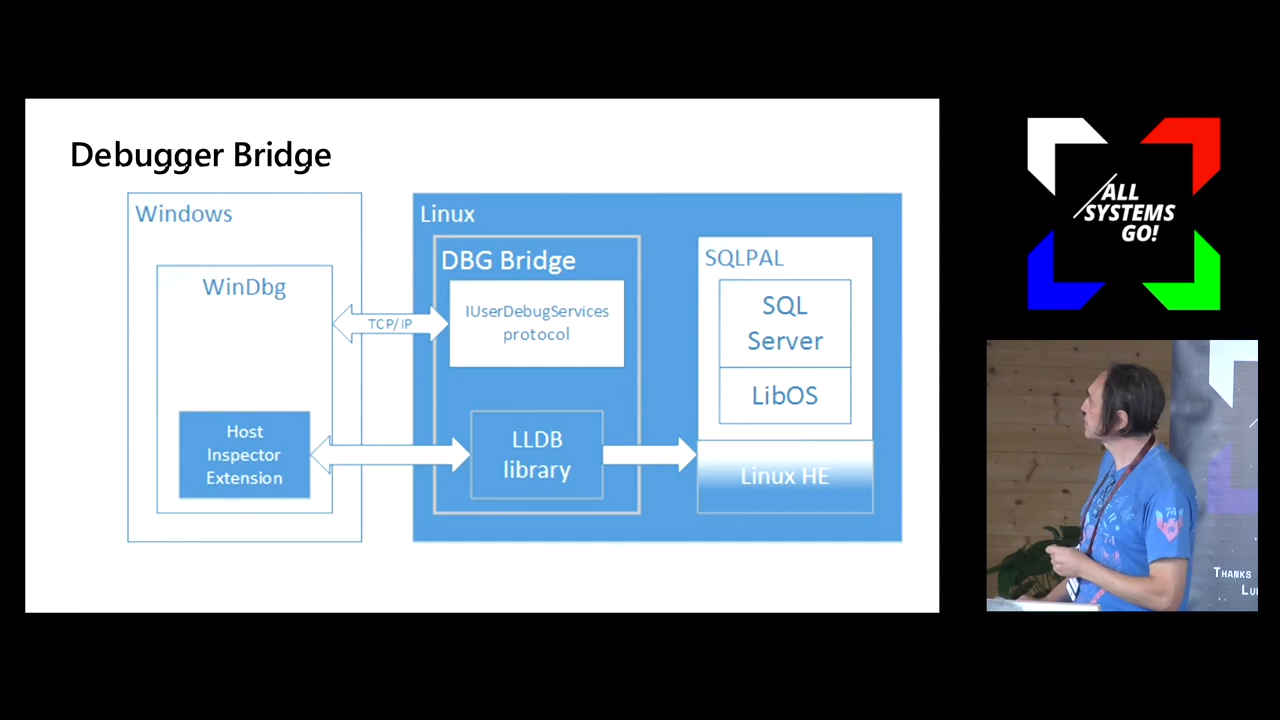 Debugger Bridge
Windows
WinDbg
Host
Inspector
Extension
TCP/IP
Linux
DBG Bridge
IUserDebugServices
protocol
LLDB
library
SQLPAL
SQL
Server
LibOS
Linux HE
ALL
SYSTEMS
GO!
THANKS